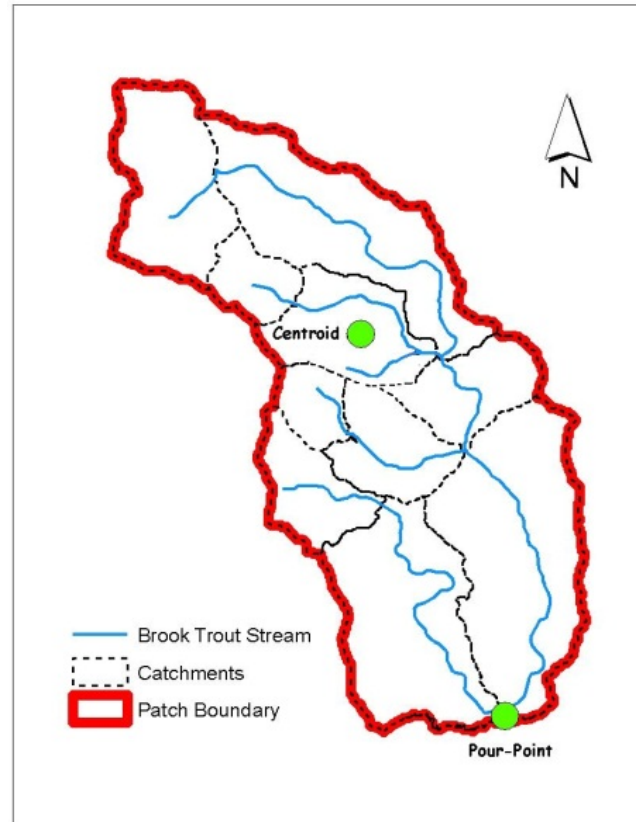 N
Centroid
Brook Trout Stream
Catchments
Patch Boundary
Pour-Point